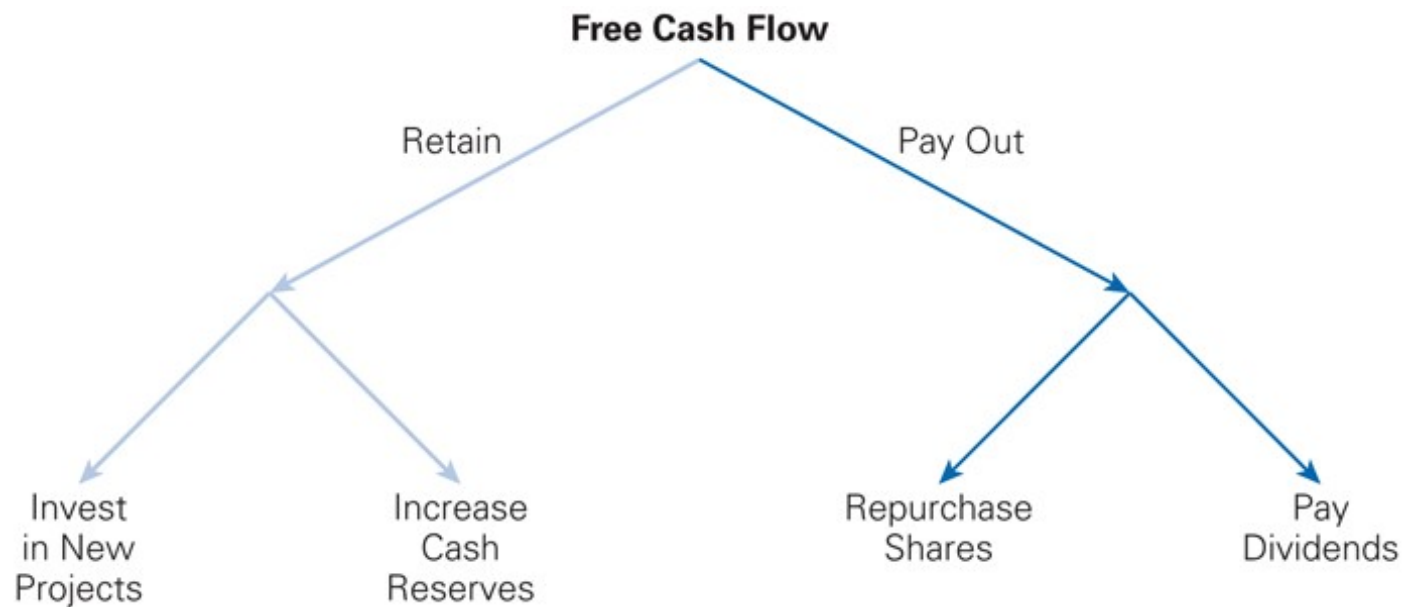 Free Cash Flow
Retain
Pay Out
Invest
in New
Projects
Increase
Cash
Reserves
Repurchase
Shares
Pay
Dividends